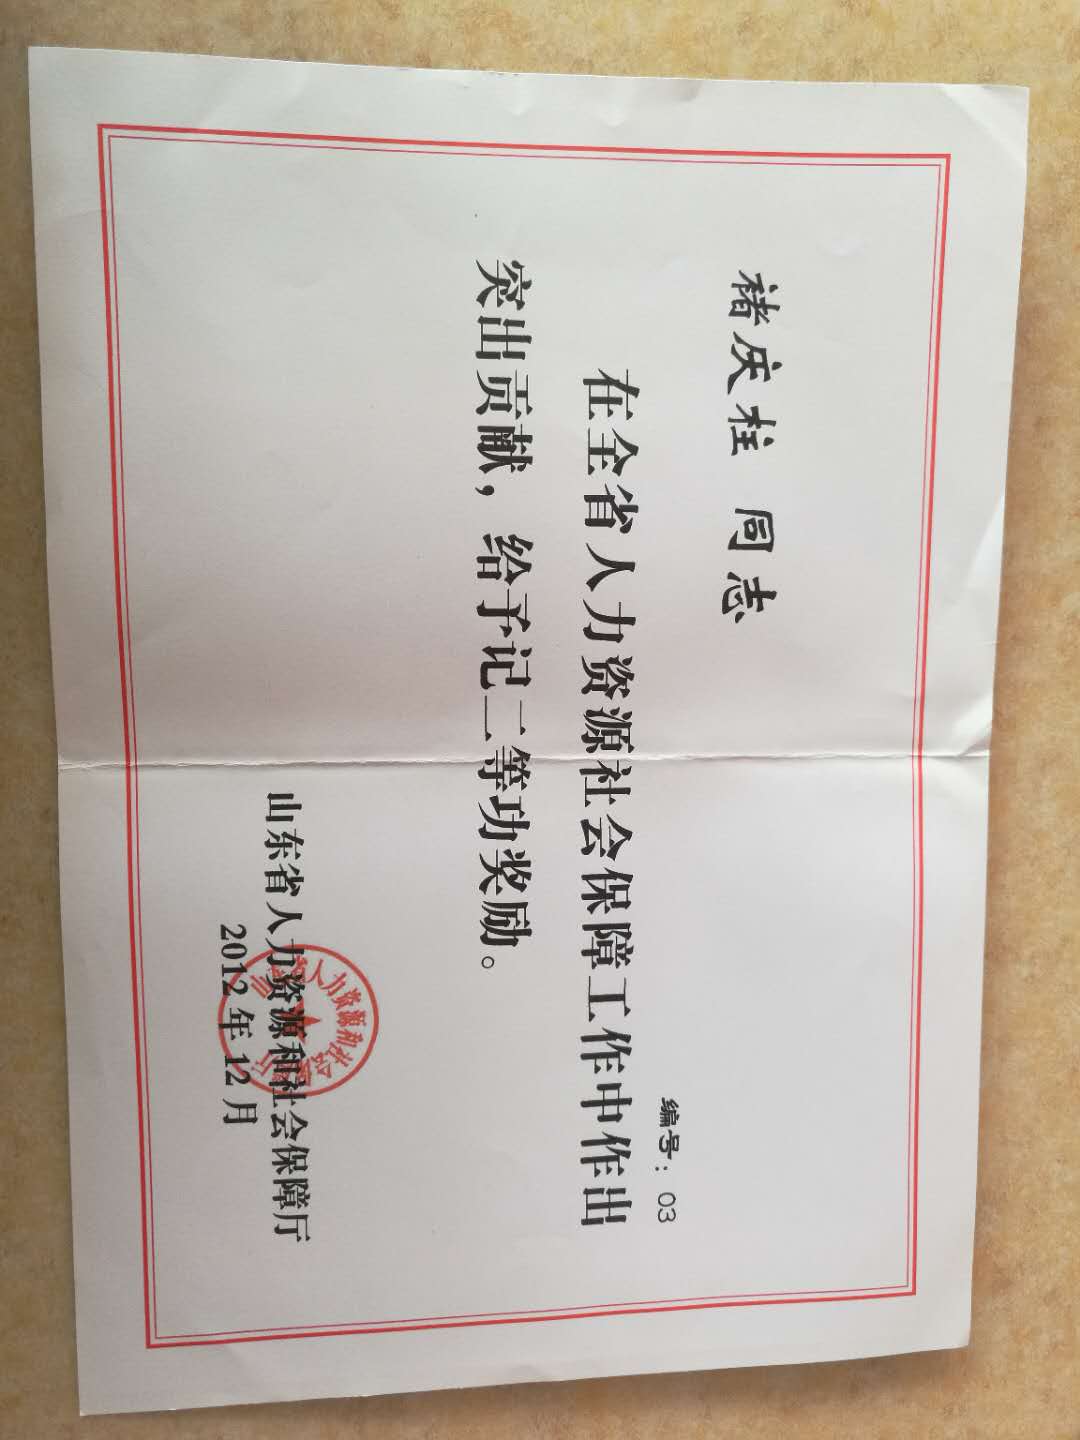 褚庆柱 同志
编号：03
在全省人力资源社会保障工作中作出
突出贡献，给予记二等功奖励。
山东省人力资源和社会保障厅
2012年12月